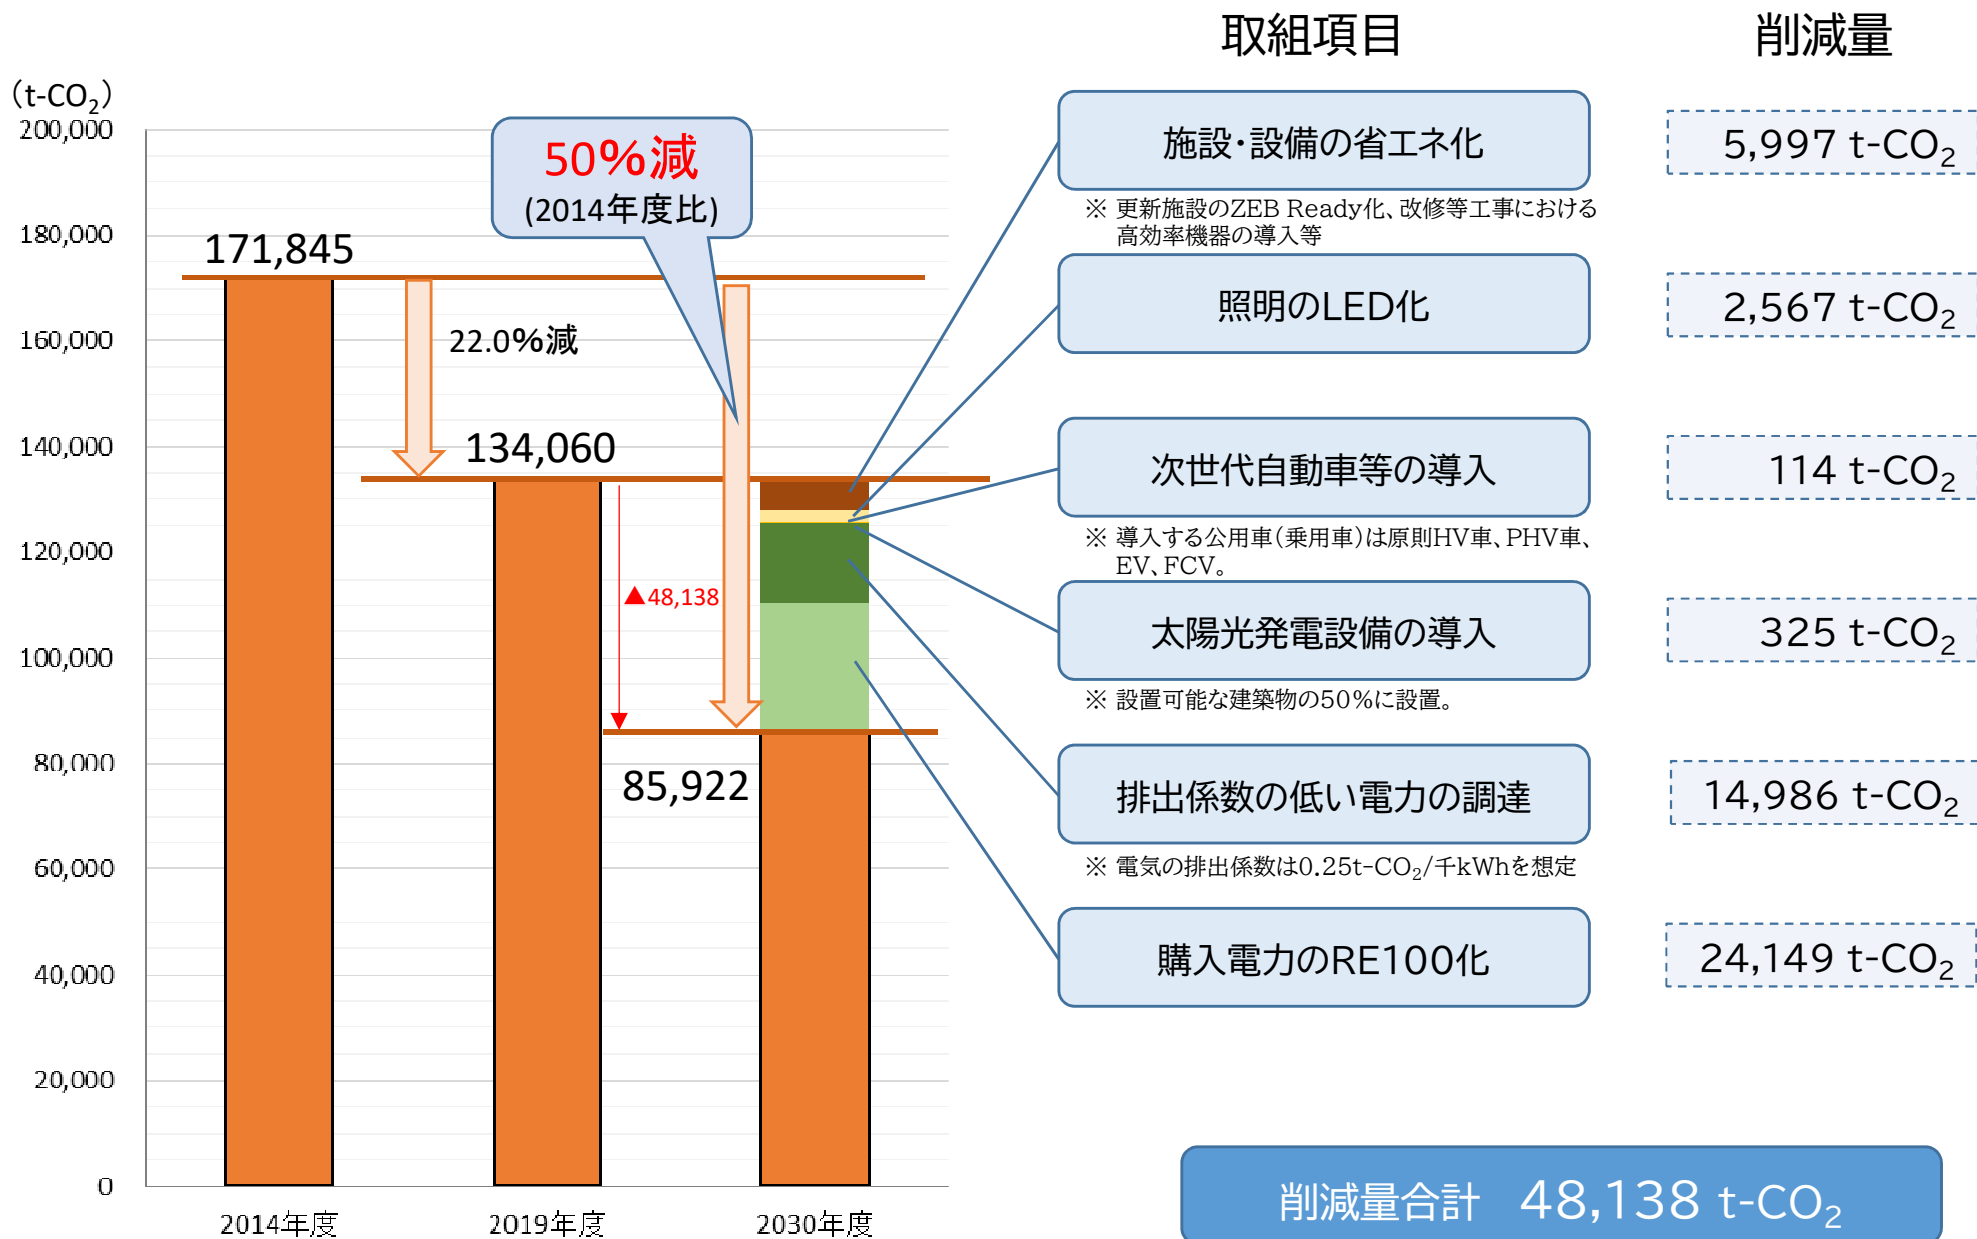 取組項目
削減量
（t-CO₂）
200,000
180,000
160,000
140,000
120,000
100,000
80,000
60,000
40,000
20,000
0
50%減
(2014年度比)
171,845
22.0%減
134,060
▲48,138
85,922
2014年度
2019年度
2030年度
施設・設備の省エネ化
5,997 t-CO₂
※ 更新施設のZEB Ready化、改修等工事における
高効率機器の導入等
照明のLED化
2,567 t-CO₂
次世代自動車等の導入
114 t-CO₂
※ 導入する公用車（乗用車）は原則HV車、PHV車、
EV、FCV。
太陽光発電設備の導入
325 t-CO₂
※ 設置可能な建築物の50%に設置。
排出係数の低い電力の調達
14,986 t-CO₂
※ 電気の排出係数は0.25t-CO₂/千kWhを想定
購入電力のRE100化
24,149 t-CO₂
削減量合計 48,138 t-CO₂